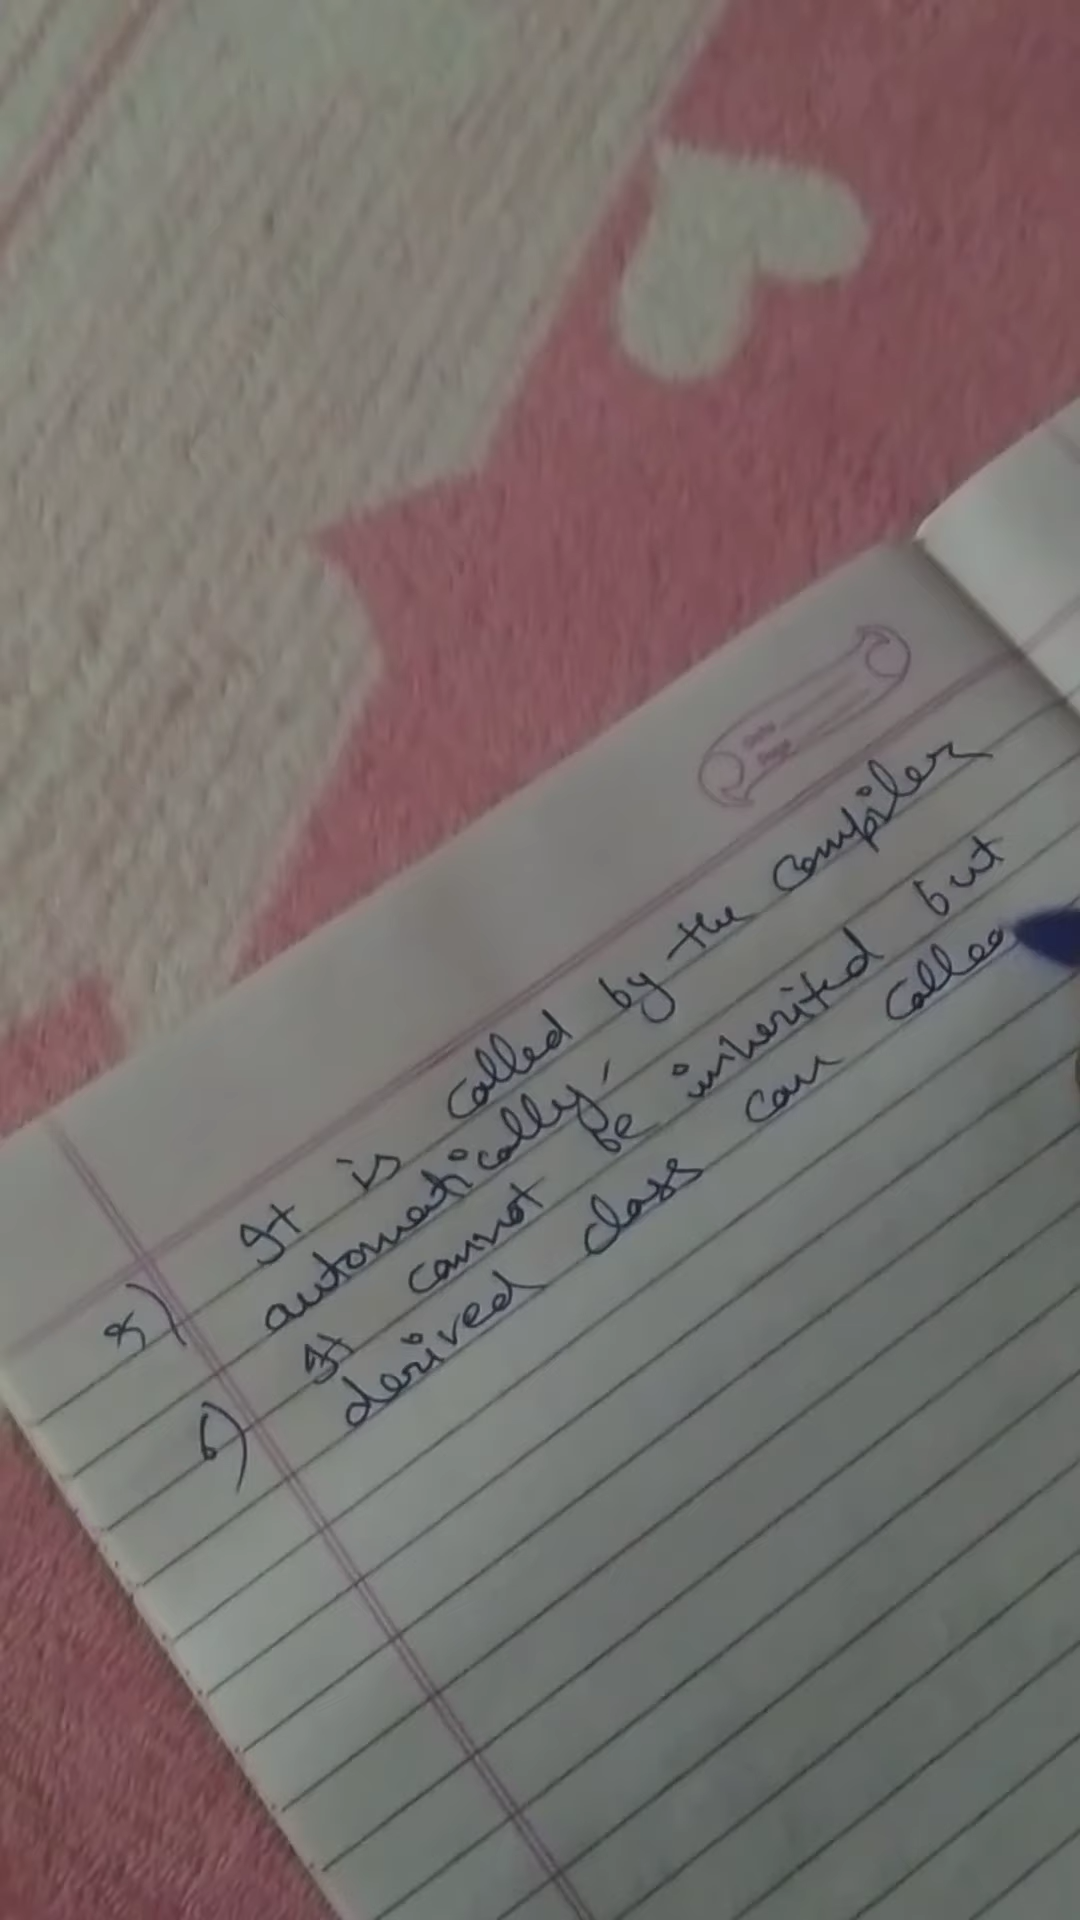 5) It is called by the compiler
automatically.
6) It cannot be inherited but
derived class can called